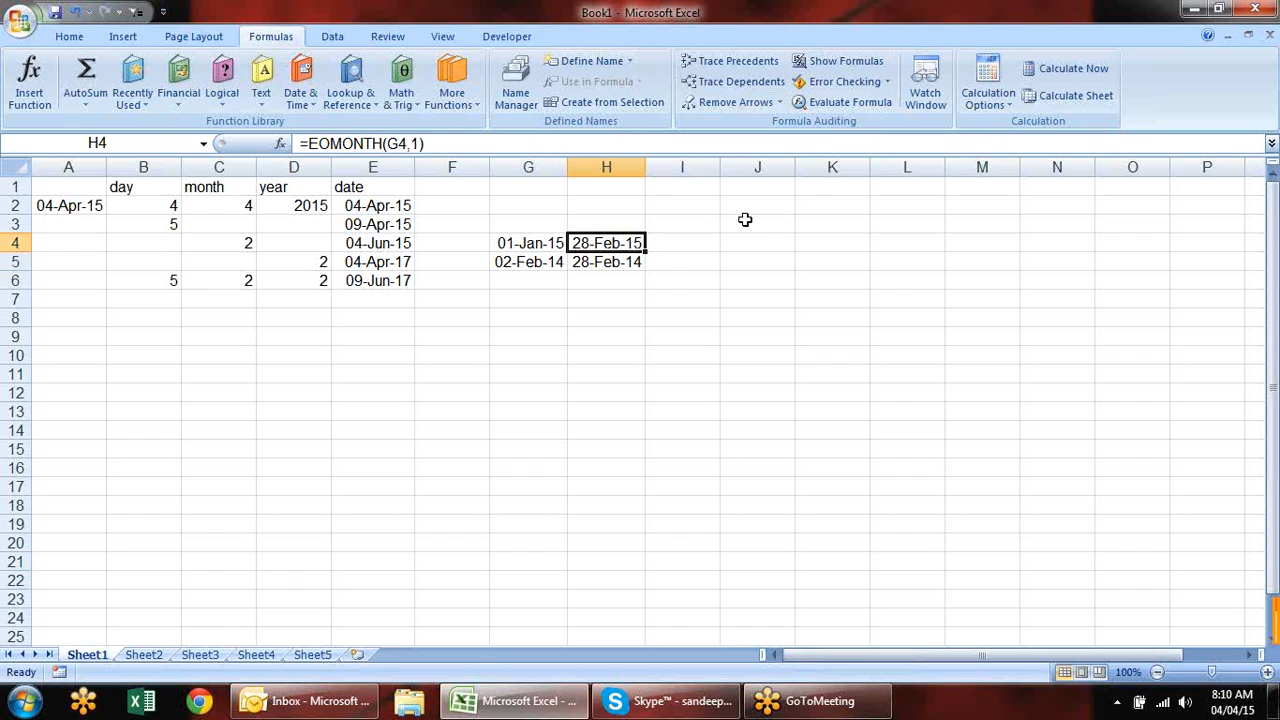 Book1 - Microsoft Excel
Home Insert Page Layout Formulas Data Review View Developer
Insert Function
AutoSum
Recently Used
Financial
Logical
Text
Date & Time
Lookup & Reference
Math & Trig
More Functions
Function Library
Name Manager
Define Name
Use in Formula
Create from Selection
Defined Names
Trace Precedents
Trace Dependents
Remove Arrows
Show Formulas
Error Checking
Evaluate Formula
Formula Auditing
Watch Window
Calculation Options
Calculate Now
Calculate Sheet
Calculation
H4 fx =EOMONTH(G4,1)
A B C D E F G H I J K L M N O P
1 day month year date
2 04-Apr-15 4 4 2015 04-Apr-15
3 5 09-Apr-15
4 2 04-Jun-15 01-Jan-15 28-Feb-15
5 2 04-Apr-17 02-Feb-14 28-Feb-14
6 5 2 2 09-Jun-17
7
8
9
10
11
12
13
14
15
16
17
18
19
20
21
22
23
24
25
Sheet1 Sheet2 Sheet3 Sheet4 Sheet5
Ready 100%
Inbox - Microsoft ... Microsoft Excel - ... Skype™ - sandeep... GoToMeeting 8:10 AM
04/04/15